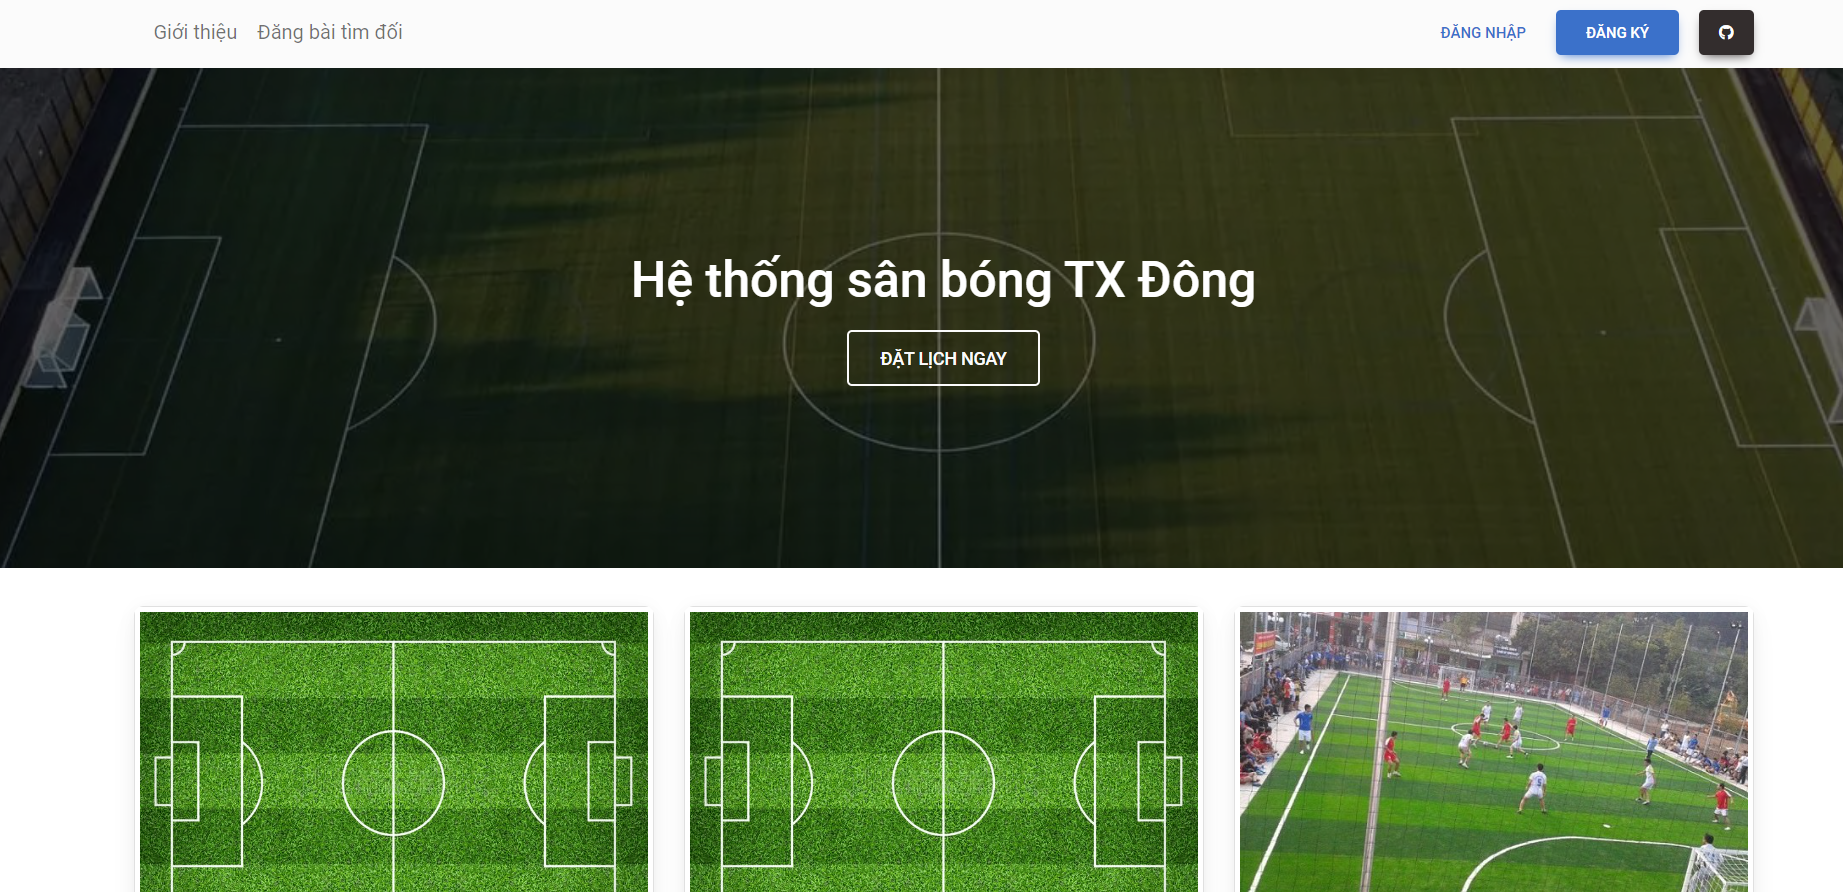 Giới thiệu Đăng bài tìm đối
ĐĂNG NHẬP
ĐĂNG KÝ
Hệ thống sân bóng TX Đông
ĐẶT LỊCH NGAY